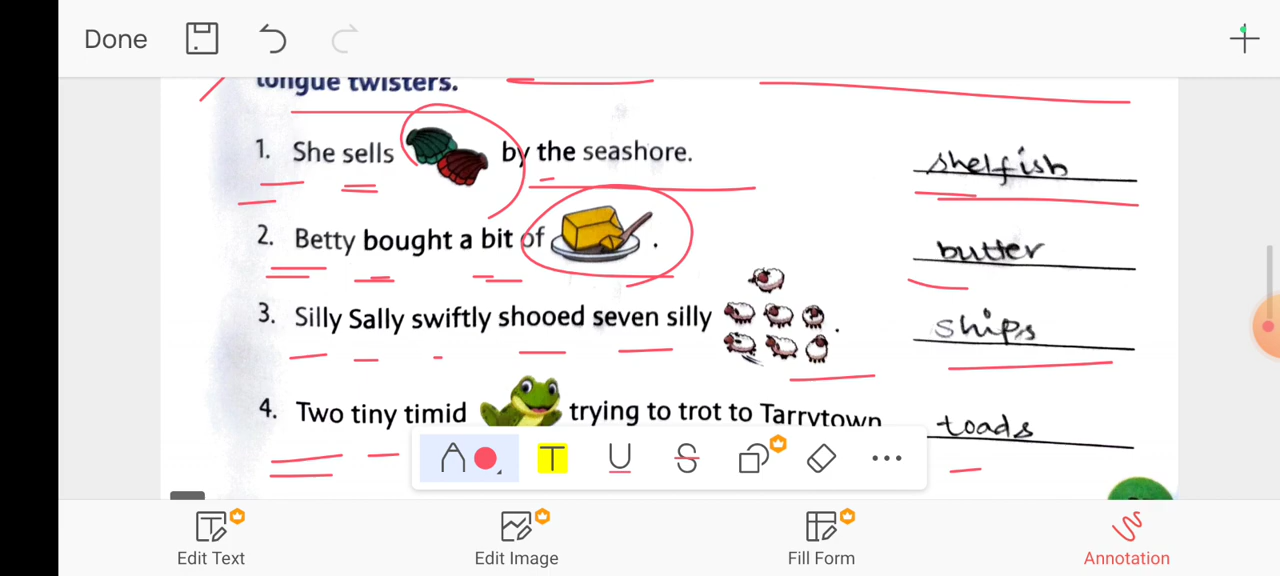 Done
tongue twisters.
1. She sells by the seashore. shelfish
2. Betty bought a bit of . butter
3. Silly Sally swiftly shooed seven silly . ships
4. Two tiny timid trying to trot to Tarrytown toads
T U S
Edit Text Edit Image Fill Form Annotation